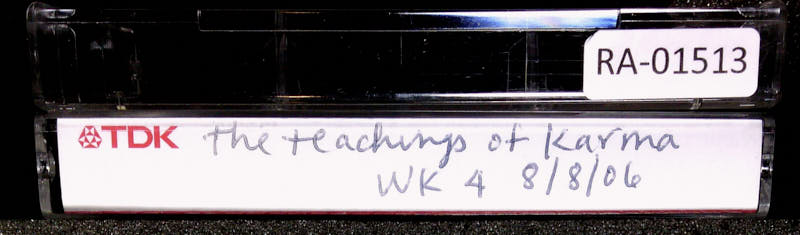 RA-01513
TDK the teachings of Karma
WK 4 8/8/06